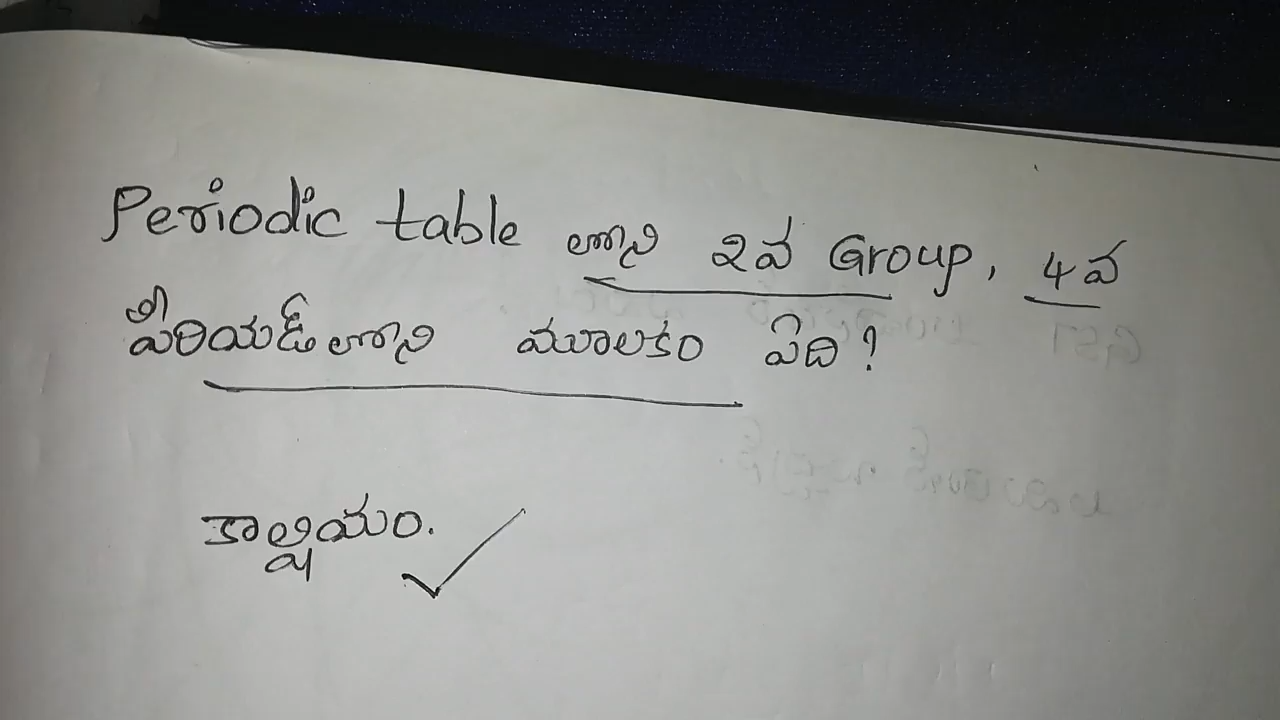 Periodic table లోని 2వ Group, 4వ
పీరియడ్‌లోని మూలకం ఏది?
కాల్షియం.